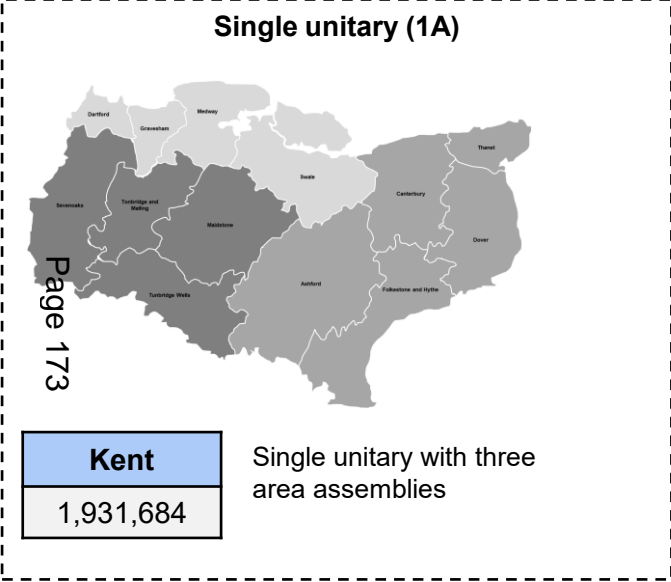 Single unitary (1A)
Dartford
Gravesham
Medway
Swale
Thanet
Canterbury
Dover
Sevenoaks
Tonbridge and
Malling
Maidstone
Ashford
Folkestone and Hythe
Tunbridge Wells
Page 173
Kent
1,931,684
Single unitary with three
area assemblies